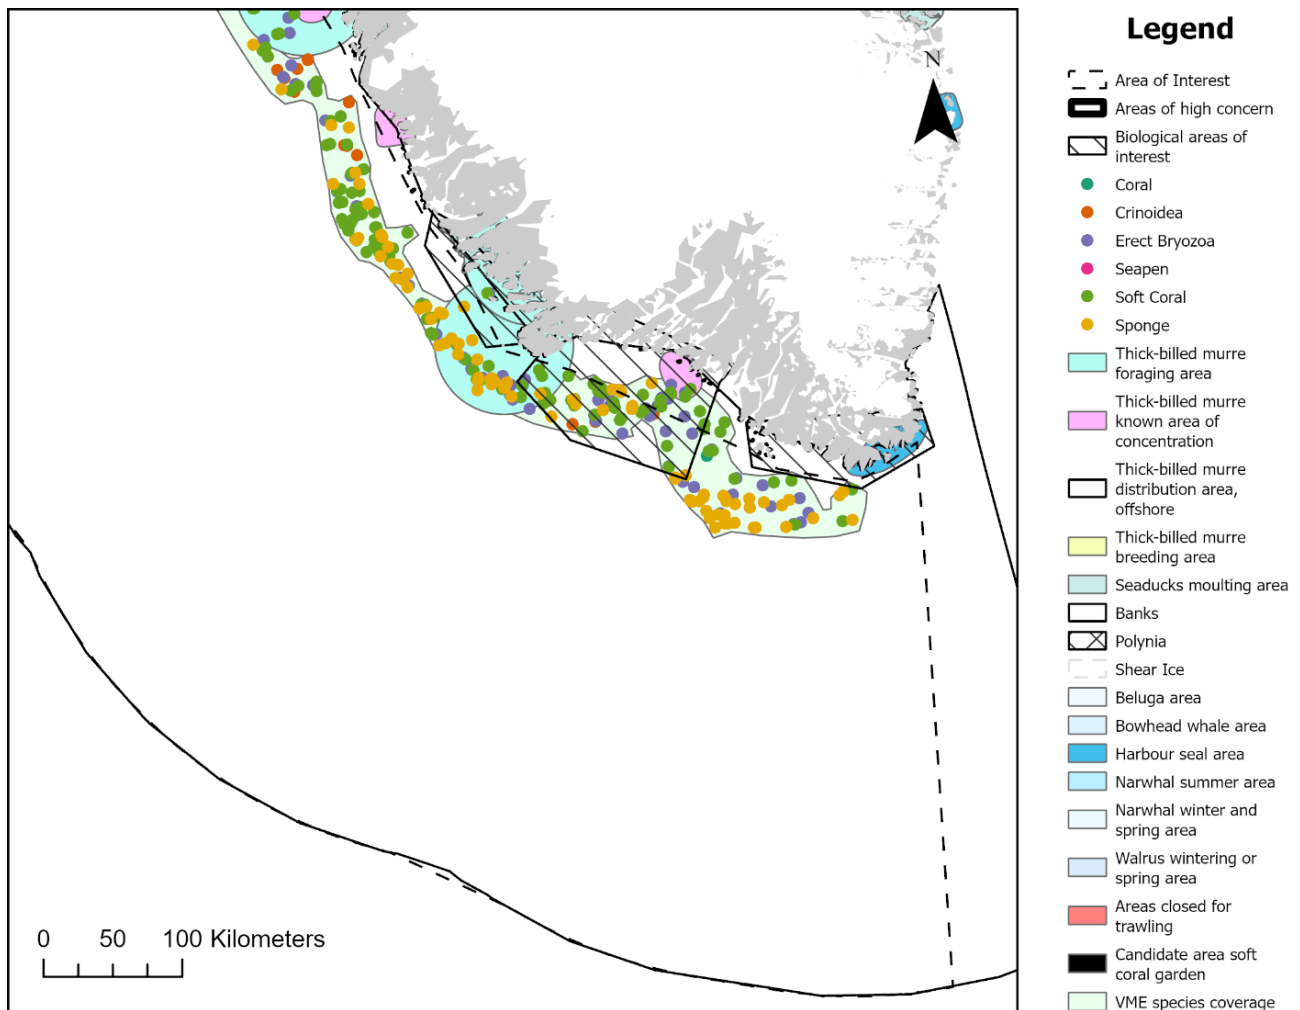 Legend
N
Area of Interest
Areas of high concern
Biological areas of
interest
Coral
Crinoidea
Erect Bryozoa
Seapen
Soft Coral
Sponge
Thick-billed murre
foraging area
Thick-billed murre
known area of
concentration
Thick-billed murre
distribution area,
offshore
Thick-billed murre
breeding area
Seaducks moulting area
Banks
Polynia
Shear Ice
Beluga area
Bowhead whale area
Harbour seal area
Narwhal summer area
Narwhal winter and
spring area
Walrus wintering or
spring area
Areas closed for
trawling
Candidate area soft
coral garden
VME species coverage
0 50 100 Kilometers